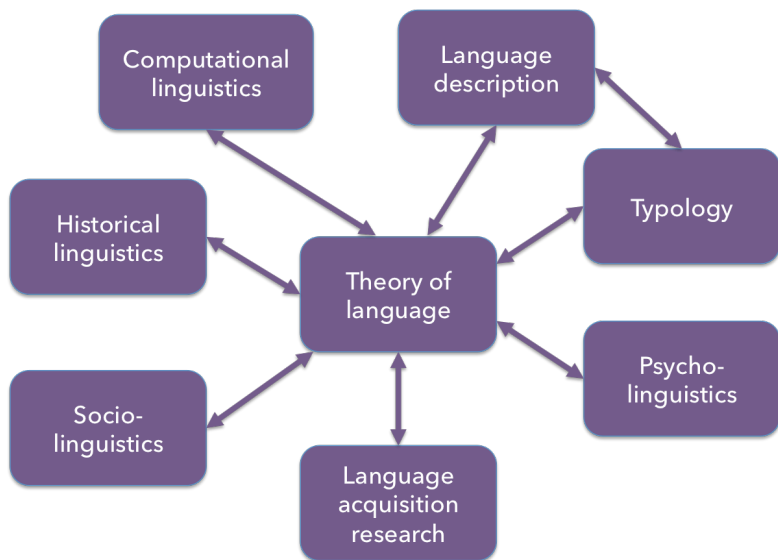 Computational
linguistics
Language
description
Historical
linguistics
Theory of
language
Typology
Socio-
linguistics
Language
acquisition
research
Psycho-
linguistics